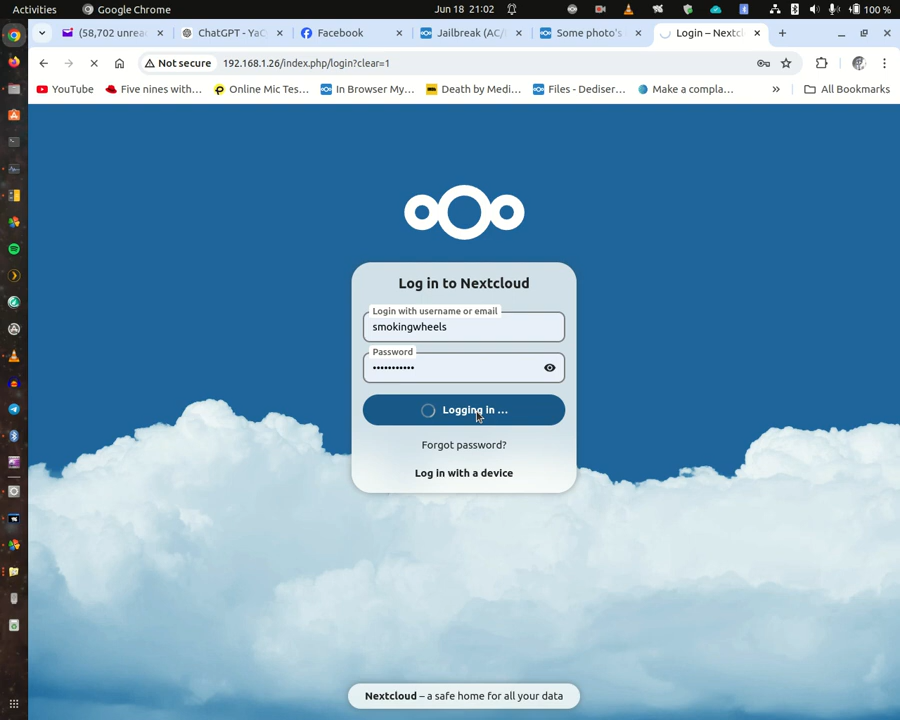 Activities
Google Chrome
Jun 18 21:02
100 %
(58,702 unrea
ChatGPT - YaC
Facebook
Jailbreak (AC/
Some photo's
Login – Nextcl
Not secure
192.168.1.26/index.php/login?clear=1
YouTube
Five nines with...
Online Mic Tes...
In Browser My...
Death by Medi...
Files - Dediser...
Make a compla...
»
All Bookmarks
Log in to Nextcloud
Login with username or email
smokingwheels
Password
•••••••••••
Logging in ...
Forgot password?
Log in with a device
Nextcloud – a safe home for all your data